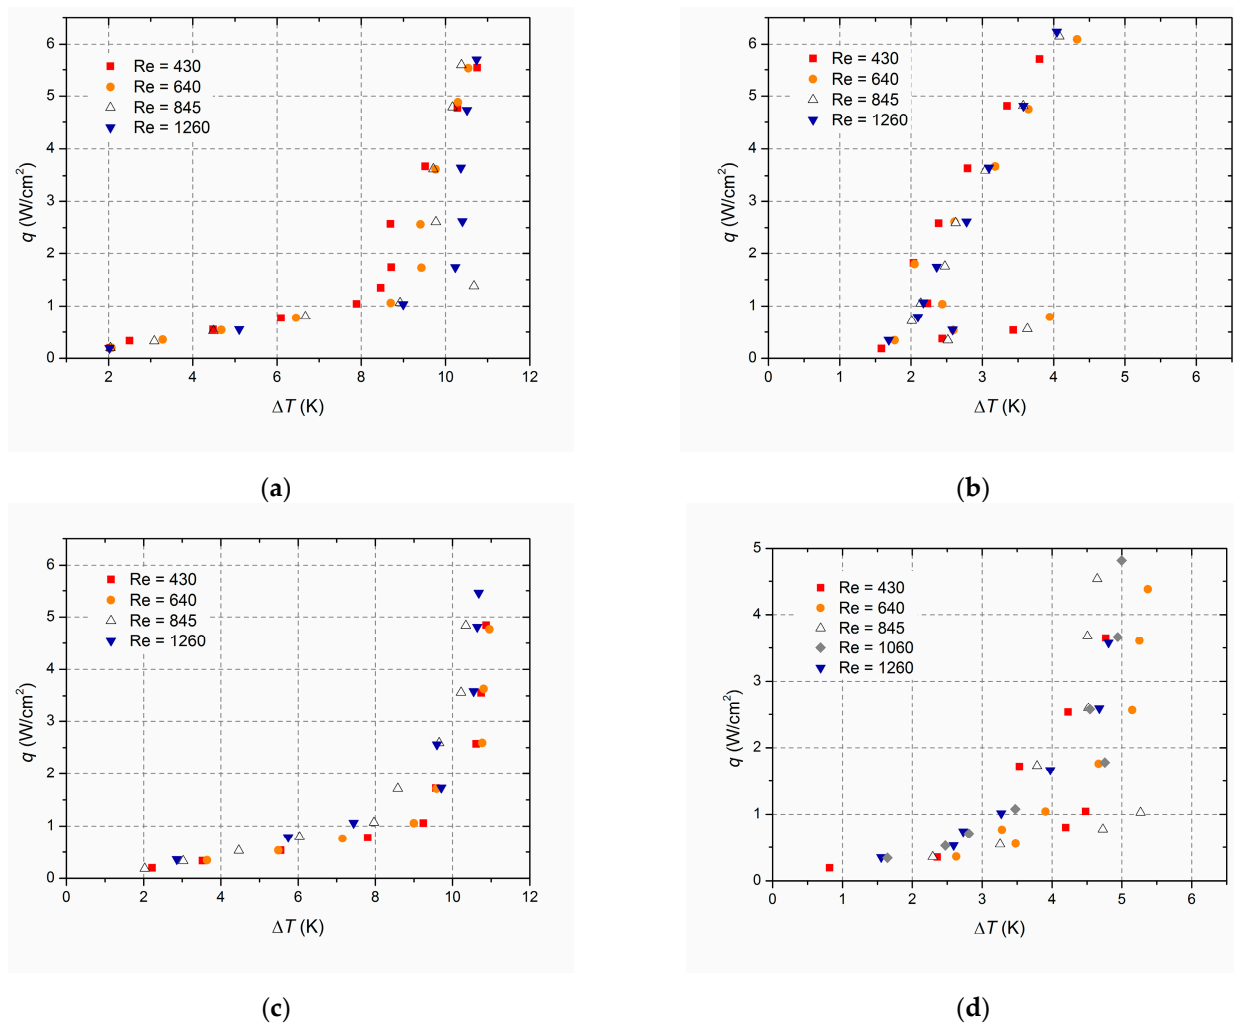 6
5
4
3
2
1
0
q (W/cm²)
Re = 430
Re = 640
Re = 845
Re = 1260
2 4 6 8 10 12
ΔT (K)
(a)
6
5
4
3
2
1
0
q (W/cm²)
Re = 430
Re = 640
Re = 845
Re = 1260
0 1 2 3 4 5 6
ΔT (K)
(b)
6
5
4
3
2
1
0
q (W/cm²)
Re = 430
Re = 640
Re = 845
Re = 1260
0 2 4 6 8 10 12
ΔT (K)
(c)
5
4
3
2
1
0
q (W/cm²)
Re = 430
Re = 640
Re = 845
Re = 1060
Re = 1260
1 2 3 4 5 6
ΔT (K)
(d)